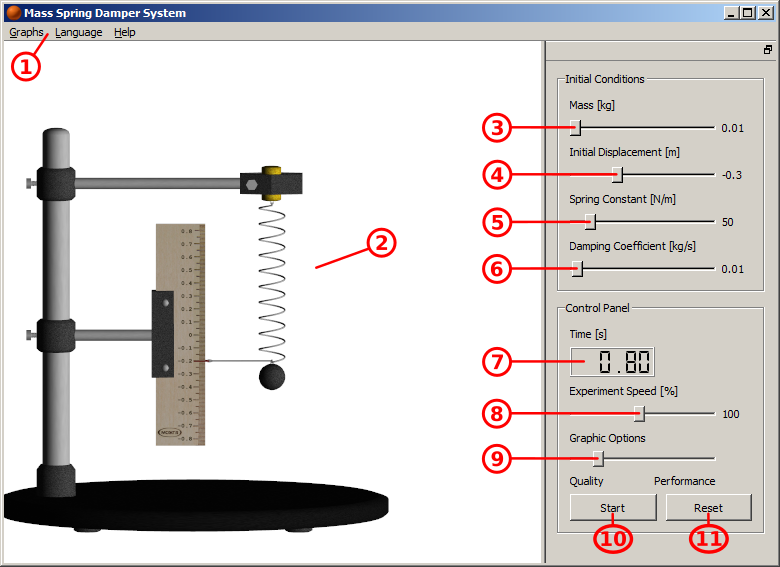 Mass Spring Damper System
Graphs Language Help
1
Initial Conditions
Mass [kg]
3 0.01
Initial Displacement [m]
4 -0.3
Spring Constant [N/m]
5 50
Damping Coefficient [kg/s]
6 0.01
2
0.8
0.7
0.6
0.5
0.4
0.3
0.2
0.1
0
-0.1
-0.2
-0.3
-0.4
-0.5
-0.6
-0.7
-0.8
Control Panel
Time [s]
7 0.80
Experiment Speed [%]
8 100
Graphic Options
9
Quality Performance
Start Reset
10 11